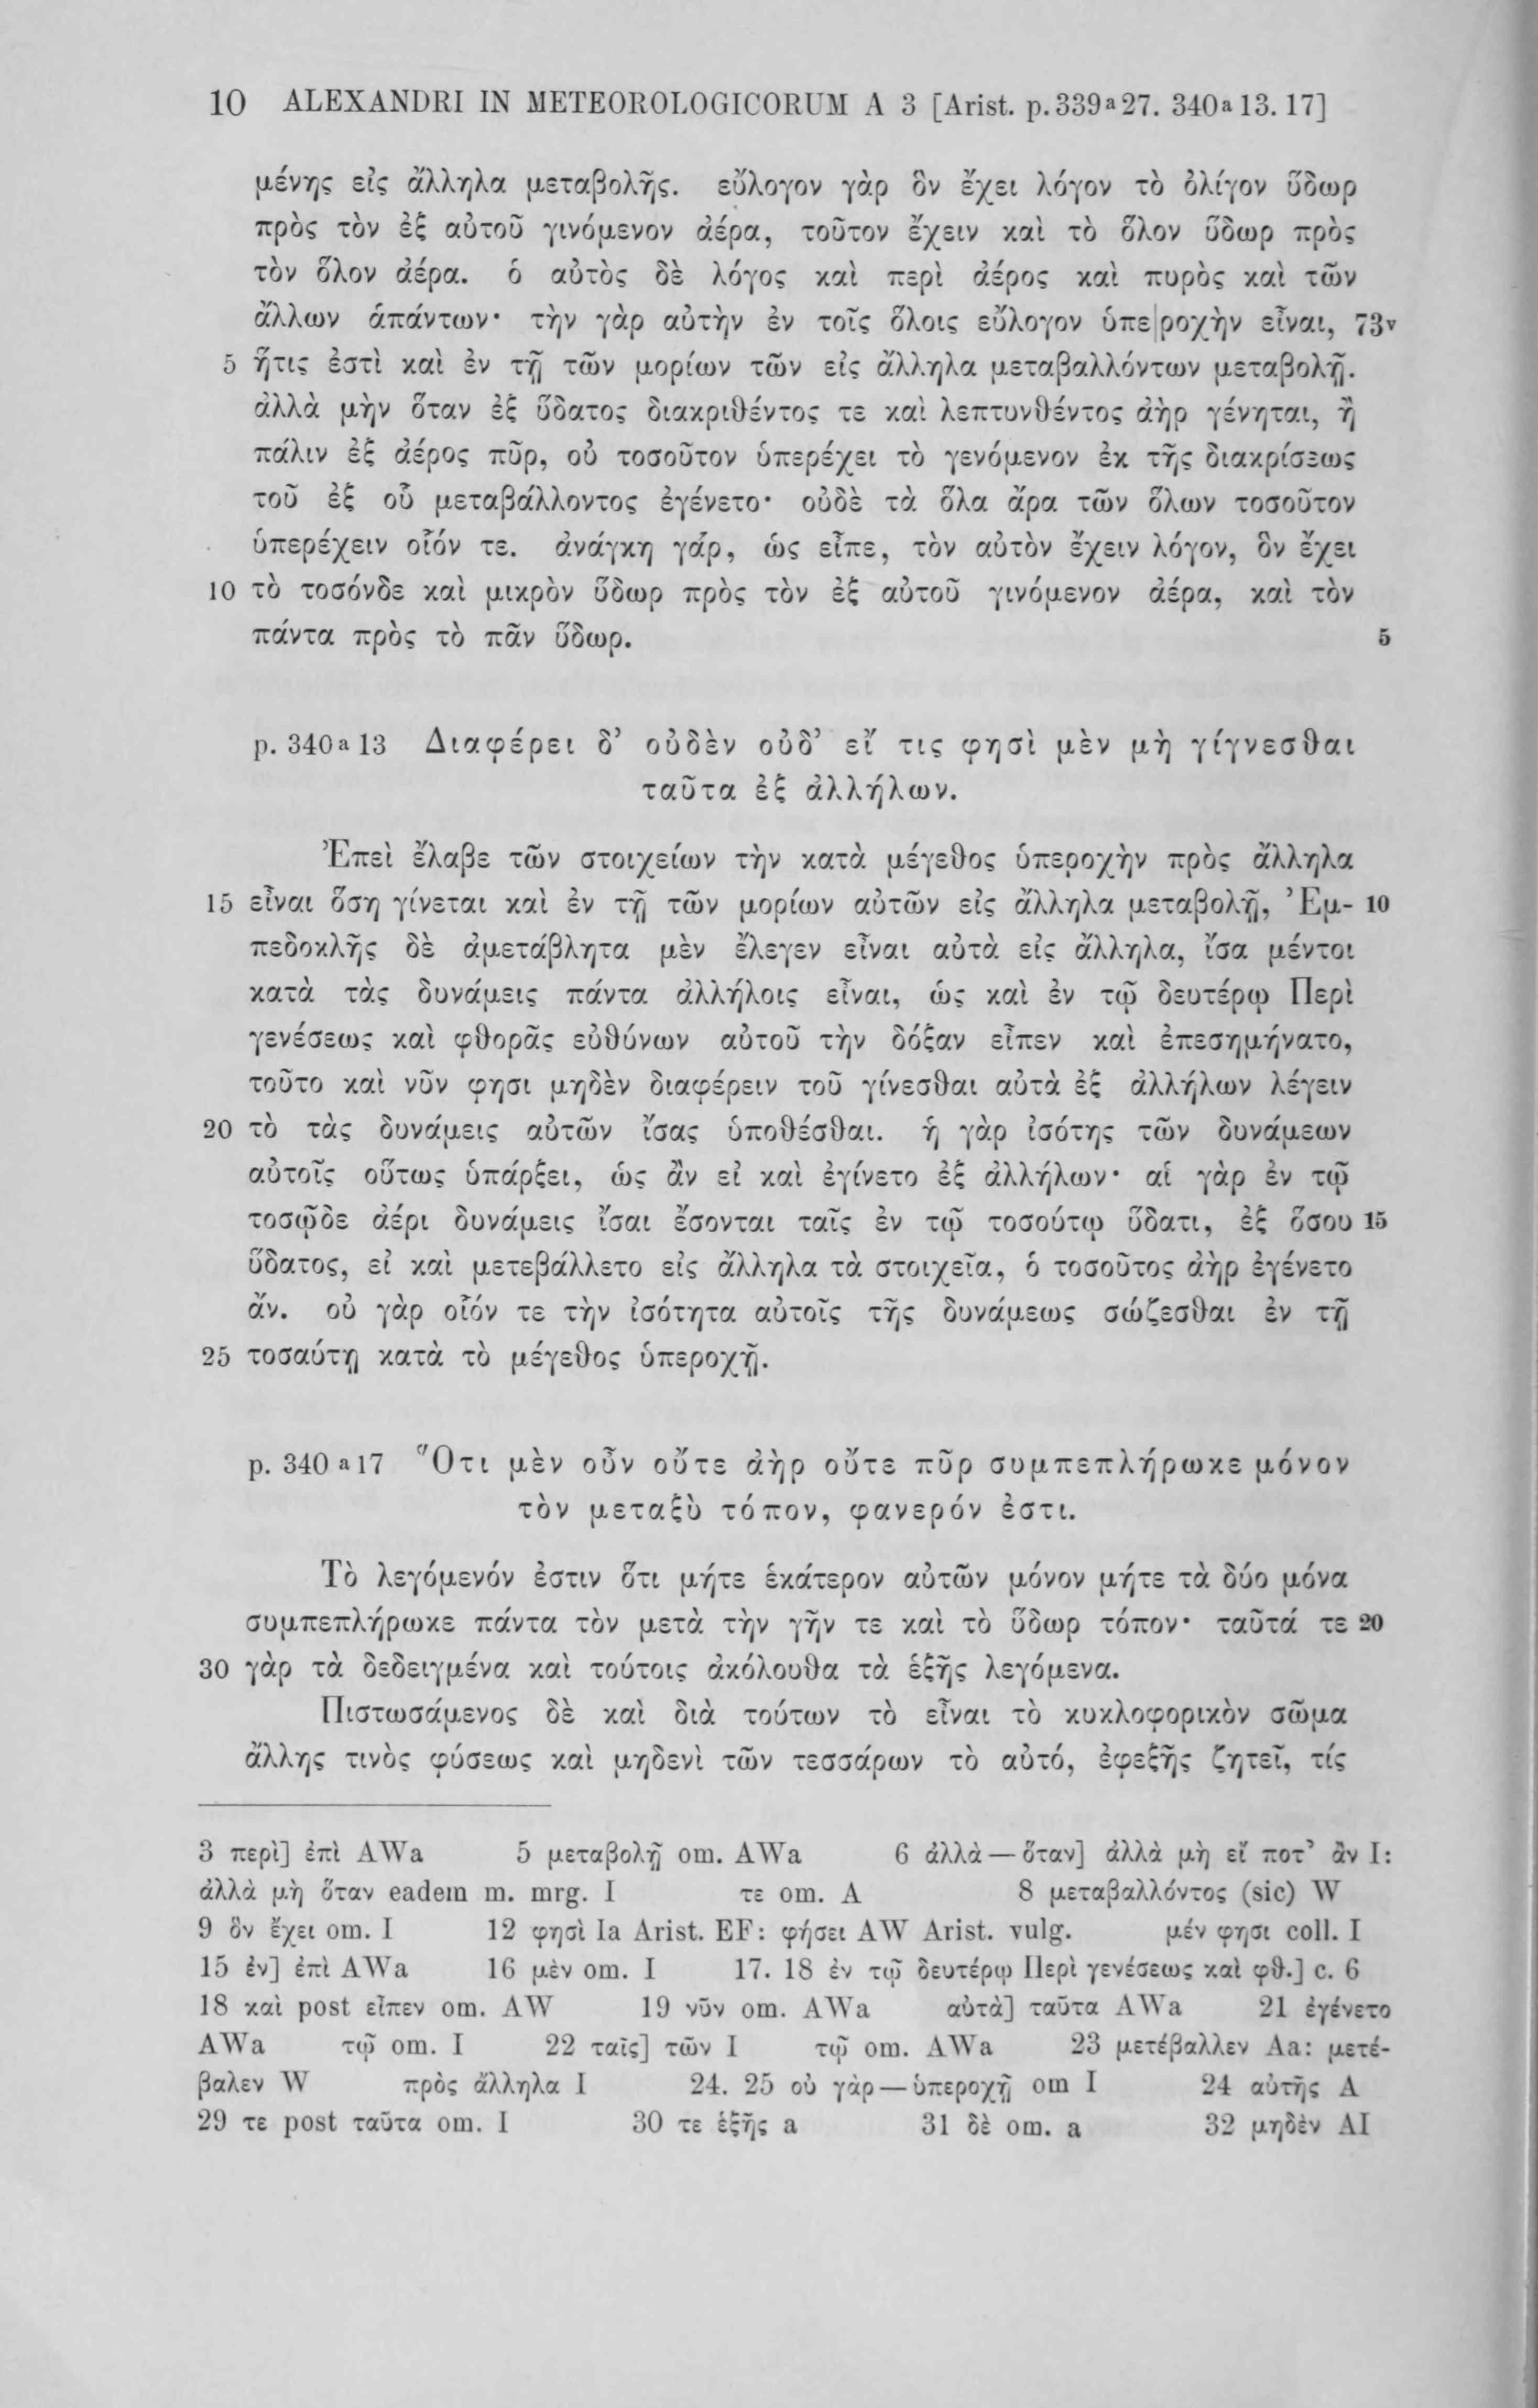 10 ALEXANDRI IN METEOROLOGICORUM A 3 [Arist. p. 339ᵃ27. 340ᵃ13. 17]
μένης εἰς ἄλληλα μεταβολῆς. εὔλογον γὰρ ὃν ἔχει λόγον τὸ ὀλίγον ὕδωρ
πρὸς τὸν ἐξ αὐτοῦ γινόμενον ἀέρα, τοῦτον ἔχειν καὶ τὸ ὅλον ὕδωρ πρὸς
τὸν ὅλον ἀέρα. ὁ αὐτὸς δὲ λόγος καὶ περὶ ἀέρος καὶ πυρὸς καὶ τῶν
ἄλλων ἁπάντων· τὴν γὰρ αὐτὴν ἐν τοῖς ὅλοις εὔλογον ὑπε|ροχὴν εἶναι, 73v
5 ἥτις ἐστὶ καὶ ἐν τῇ τῶν μορίων τῶν εἰς ἄλληλα μεταβαλλόντων μεταβολῇ.
ἀλλὰ μὴν ὅταν ἐξ ὕδατος διακριθέντος τε καὶ λεπτυνθέντος ἀὴρ γένηται, ἢ
πάλιν ἐξ ἀέρος πῦρ, οὐ τοσοῦτον ὑπερέχει τὸ γενόμενον ἐκ τῆς διακρίσεως
τοῦ ἐξ οὗ μεταβάλλοντος ἐγένετο· οὐδὲ τὰ ὅλα ἄρα τῶν ὅλων τοσοῦτον
ὑπερέχειν οἷόν τε. ἀνάγκη γάρ, ὡς εἶπε, τὸν αὐτὸν ἔχειν λόγον, ὃν ἔχει
10 τὸ τοσόνδε καὶ μικρὸν ὕδωρ πρὸς τὸν ἐξ αὐτοῦ γινόμενον ἀέρα, καὶ τὸν
πάντα πρὸς τὸ πᾶν ὕδωρ. 5
p. 340ᵃ13 Διαφέρει δ’ οὐδὲν οὐδ’ εἴ τις φησὶ μὲν μὴ γίγνεσθαι
ταῦτα ἐξ ἀλλήλων.
Ἐπεὶ ἔλαβε τῶν στοιχείων τὴν κατὰ μέγεθος ὑπεροχὴν πρὸς ἄλληλα
15 εἶναι ὅση γίνεται καὶ ἐν τῇ τῶν μορίων αὐτῶν εἰς ἄλληλα μεταβολῇ, Ἐμ- 10
πεδοκλῆς δὲ ἀμετάβλητα μὲν ἔλεγεν εἶναι αὐτὰ εἰς ἄλληλα, ἴσα μέντοι
κατὰ τὰς δυνάμεις πάντα ἀλλήλοις εἶναι, ὡς καὶ ἐν τῷ δευτέρῳ Περὶ
γενέσεως καὶ φθορᾶς εὐθύνων αὐτοῦ τὴν δόξαν εἶπεν καὶ ἐπεσημήνατο,
τοῦτο καὶ νῦν φησι μηδὲν διαφέρειν τοῦ γίνεσθαι αὐτὰ ἐξ ἀλλήλων λέγειν
20 τὸ τὰς δυνάμεις αὐτῶν ἴσας ὑποθέσθαι. ἡ γὰρ ἰσότης τῶν δυνάμεων
αὐτοῖς οὕτως ὑπάρξει, ὡς ἂν εἰ καὶ ἐγίνετο ἐξ ἀλλήλων· αἱ γὰρ ἐν τῷ
τοσῷδε ἀέρι δυνάμεις ἴσαι ἔσονται ταῖς ἐν τῷ τοσούτῳ ὕδατι, ἐξ ὅσου 15
ὕδατος, εἰ καὶ μετεβάλλετο εἰς ἄλληλα τὰ στοιχεῖα, ὁ τοσοῦτος ἀὴρ ἐγένετο
ἄν. οὐ γὰρ οἷόν τε τὴν ἰσότητα αὐτοῖς τῆς δυνάμεως σώζεσθαι ἐν τῇ
25 τοσαύτῃ κατὰ τὸ μέγεθος ὑπεροχῇ.
p. 340ᵃ17 Ὅτι μὲν οὖν οὔτε ἀὴρ οὔτε πῦρ συμπεπλήρωκε μόνον
τὸν μεταξὺ τόπον, φανερόν ἐστι.
Τὸ λεγόμενόν ἐστιν ὅτι μήτε ἑκάτερον αὐτῶν μόνον μήτε τὰ δύο μόνα
συμπεπλήρωκε πάντα τὸν μετὰ τὴν γῆν τε καὶ τὸ ὕδωρ τόπον· ταῦτά τε 20
30 γὰρ τὰ δεδειγμένα καὶ τούτοις ἀκόλουθα τὰ ἑξῆς λεγόμενα.
Πιστωσάμενος δὲ καὶ διὰ τούτων τὸ εἶναι τὸ κυκλοφορικὸν σῶμα
ἄλλης τινὸς φύσεως καὶ μηδενὶ τῶν τεσσάρων τὸ αὐτό, ἐφεξῆς ζητεῖ, τίς
3 περὶ] ἐπὶ AWa 5 μεταβολῇ om. AWa 6 ἀλλὰ — ὅταν] ἀλλὰ μὴ εἴ ποτ’ ἂν I:
ἀλλὰ μὴ ὅταν eadem m. mrg. I τε om. A 8 μεταβαλλόντος (sic) W
9 ὃν ἔχει om. I 12 φησὶ Ia Arist. EF: φήσει AW Arist. vulg. μέν φησι coll. I
15 ἐν] ἐπὶ AWa 16 μὲν om. I 17. 18 ἐν τῷ δευτέρῳ Περὶ γενέσεως καὶ φθ.] c. 6
18 καὶ post εἶπεν om. AW 19 νῦν om. AWa αὐτὰ] ταῦτα AWa 21 ἐγένετο
AWa τῷ om. I 22 ταῖς] τῶν I τῷ om. AWa 23 μετέβαλλεν Aa: μετέ-
βαλεν W πρὸς ἄλληλα I 24. 25 οὐ γὰρ — ὑπεροχῇ om I 24 αὐτῆς A
29 τε post ταῦτα om. I 30 τε ἑξῆς a 31 δὲ om. a 32 μηδὲν AI